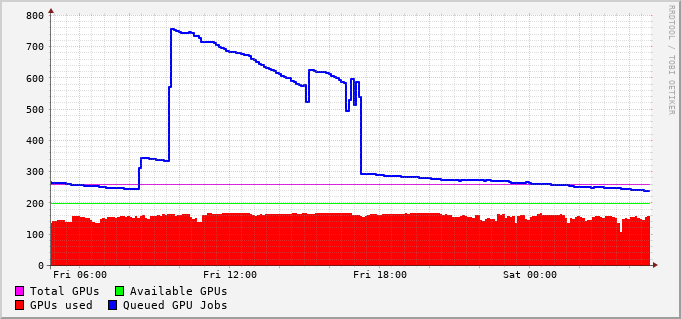 800
700
600
500
400
300
200
100
0
Fri 06:00 Fri 12:00 Fri 18:00 Sat 00:00
Total GPUs Available GPUs
GPUs used Queued GPU Jobs
RRDTOOL / TOBI OETIKER